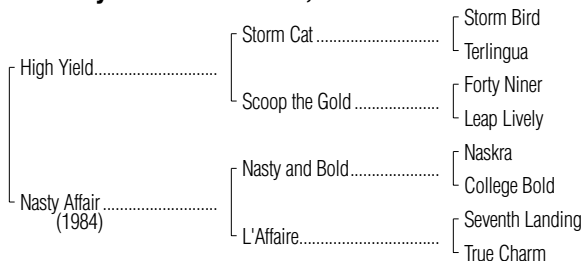 Storm Bird
Storm Cat
Terlingua
High Yield
Forty Niner
Scoop the Gold
Leap Lively
Naskra
Nasty and Bold
College Bold
Nasty Affair
(1984)
Seventh Landing
L'Affaire
True Charm